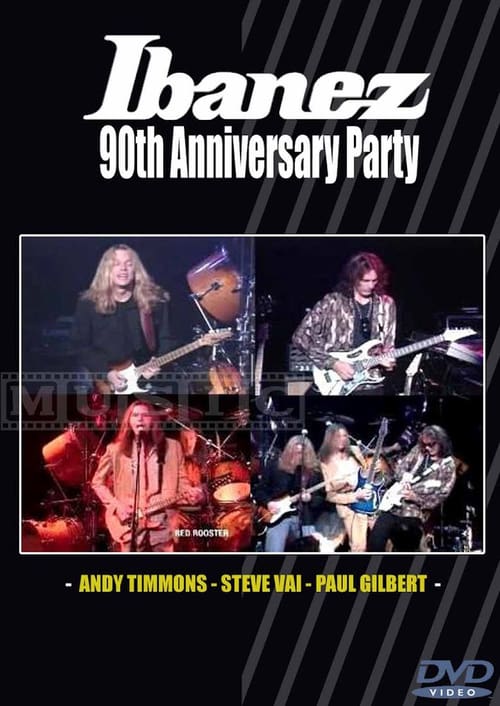 Ibanez
90th Anniversary Party
MUSIC
RED ROOSTER
- ANDY TIMMONS - STEVE VAI - PAUL GILBERT -
DVD
VIDEO